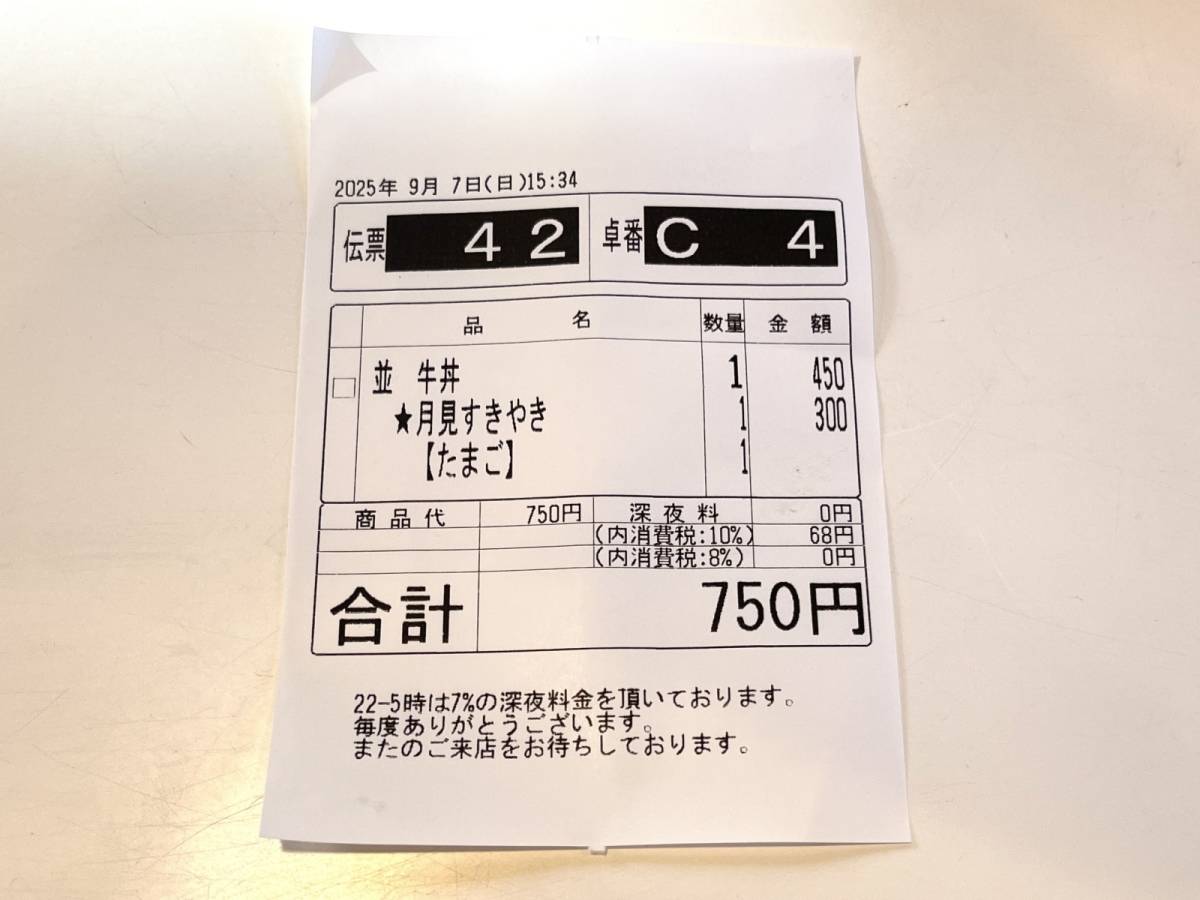 2025年 9月 7日(日)15:34
伝票 42 卓番 C 4
品 名 数量 金 額
並 牛丼 1 450
★月見すきやき 1 300
【たまご】 1
商 品 代 750円 深 夜 料 0円
(内消費税:10%) 68円
(内消費税:8%) 0円
合計 750円
22-5時は7%の深夜料金を頂いております。
毎度ありがとうございます。
またのご来店をお待ちしております。